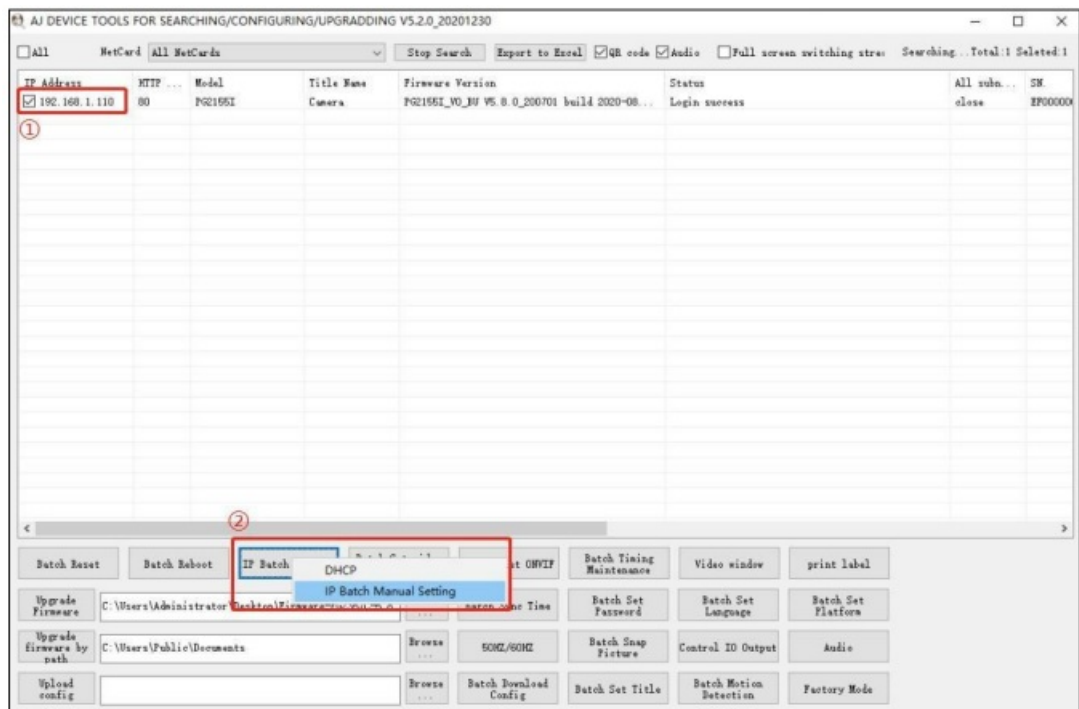 AJ DEVICE TOOLS FOR SEARCHING/CONFIGURING/UPGRADDING V5.2.0_20201230
All NetCard All NetCards Stop Search Export to Excel QR code Audio Full screen switching strea Searching...Total:1 Seleted:1
IP Address HTTP ... Model Title Name Firmware Version Status All subn... SN.
192.168.1.110 80 PG2155I Camera PG2155I_VO_BU V5.8.0_200701 build 2020-08... Login success close EF00000
①
②
Batch Reset Batch Reboot IP Batch ONVIF Batch Timing Maintenance Video window print label
DHCP
IP Batch Manual Setting
Upgrade Firmware ... Sync Time Batch Set Password Batch Set Language Batch Set Platform
Upgrade firmware by path C:\Users\Public\Documents Browse ... 50HZ/60HZ Batch Snap Picture Control IO Output Audio
Upload config Browse ... Batch Download Config Batch Set Title Batch Motion Detection Factory Mode